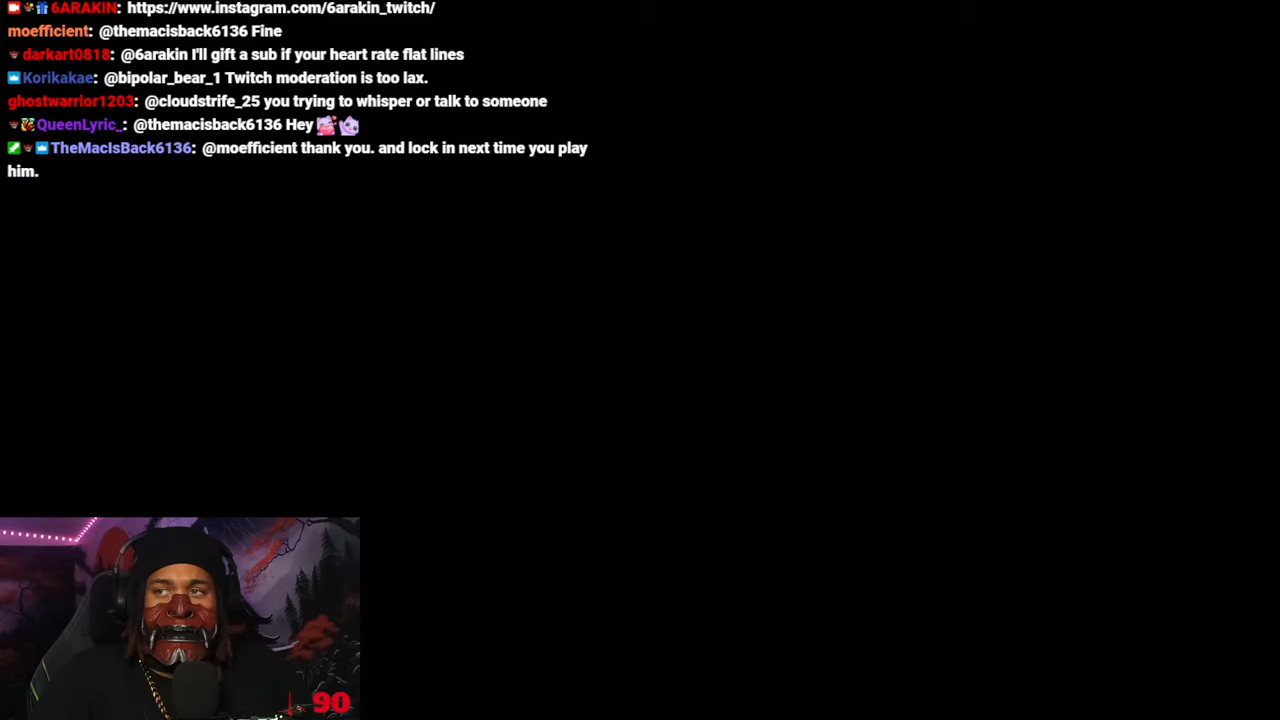 6ARAKIN: https://www.instagram.com/6arakin_twitch/
moefficient: @themacisback6136 Fine
darkart0818: @6arakin I'll gift a sub if your heart rate flat lines
Korikakae: @bipolar_bear_1 Twitch moderation is too lax.
ghostwarrior1203: @cloudstrife_25 you trying to whisper or talk to someone
QueenLyric_: @themacisback6136 Hey
TheMacIsBack6136: @moefficient thank you. and lock in next time you play
him.
90